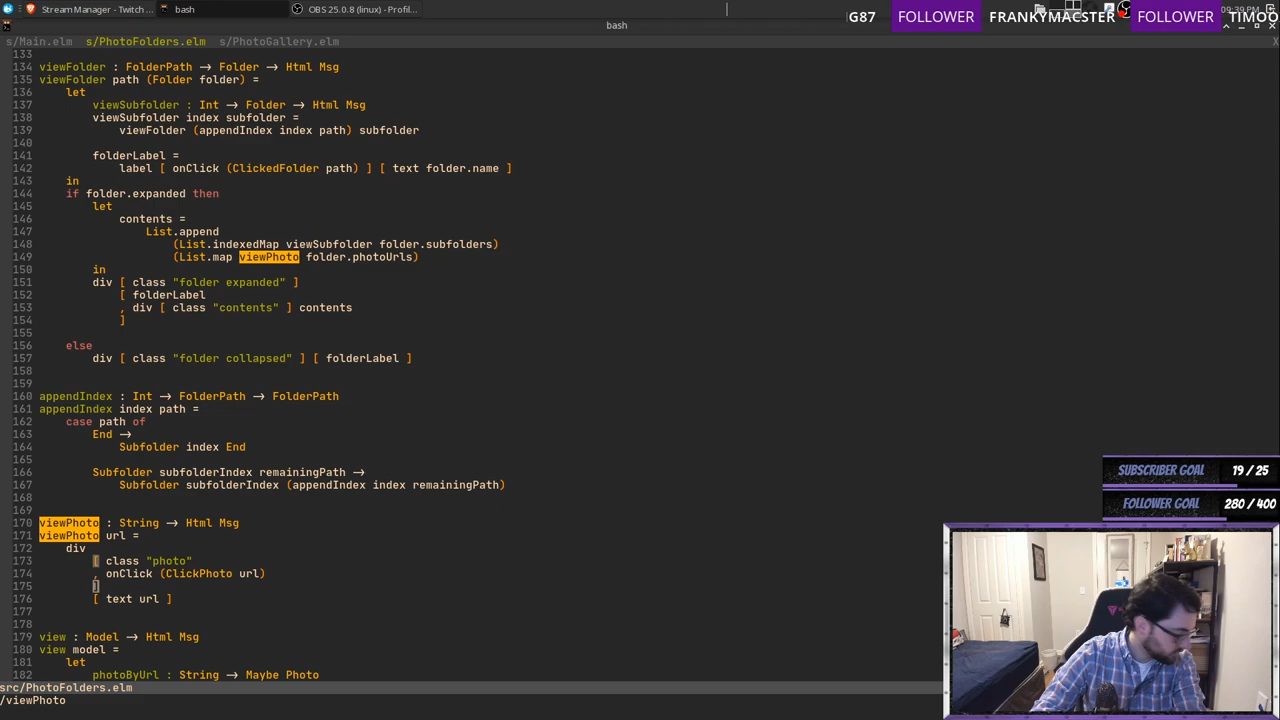 Stream Manager - Twitch ...
bash
OBS 25.0.8 (linux) - Profil...
09:39 PM
bash
G87 FOLLOWER FRANKYMACSTER FOLLOWER TIMOO
s/Main.elm s/PhotoFolders.elm s/PhotoGallery.elm X
133
134 viewFolder : FolderPath → Folder → Html Msg
135 viewFolder path (Folder folder) =
136 let
137 viewSubfolder : Int → Folder → Html Msg
138 viewSubfolder index subfolder =
139 viewFolder (appendIndex index path) subfolder
140
141 folderLabel =
142 label [ onClick (ClickedFolder path) ] [ text folder.name ]
143 in
144 if folder.expanded then
145 let
146 contents =
147 List.append
148 (List.indexedMap viewSubfolder folder.subfolders)
149 (List.map viewPhoto folder.photoUrls)
150 in
151 div [ class "folder expanded" ]
152 [ folderLabel
153 , div [ class "contents" ] contents
154 ]
155
156 else
157 div [ class "folder collapsed" ] [ folderLabel ]
158
159
160 appendIndex : Int → FolderPath → FolderPath
161 appendIndex index path =
162 case path of
163 End →
164 Subfolder index End
165
166 Subfolder subfolderIndex remainingPath →
167 Subfolder subfolderIndex (appendIndex index remainingPath)
168
169
170 viewPhoto : String → Html Msg
171 viewPhoto url =
172 div
173 [ class "photo"
174 , onClick (ClickPhoto url)
175 ]
176 [ text url ]
177
178
179 view : Model → Html Msg
180 view model =
181 let
182 photoByUrl : String → Maybe Photo
src/PhotoFolders.elm
/viewPhoto
SUBSCRIBER GOAL 19 / 25
FOLLOWER GOAL 280 / 400